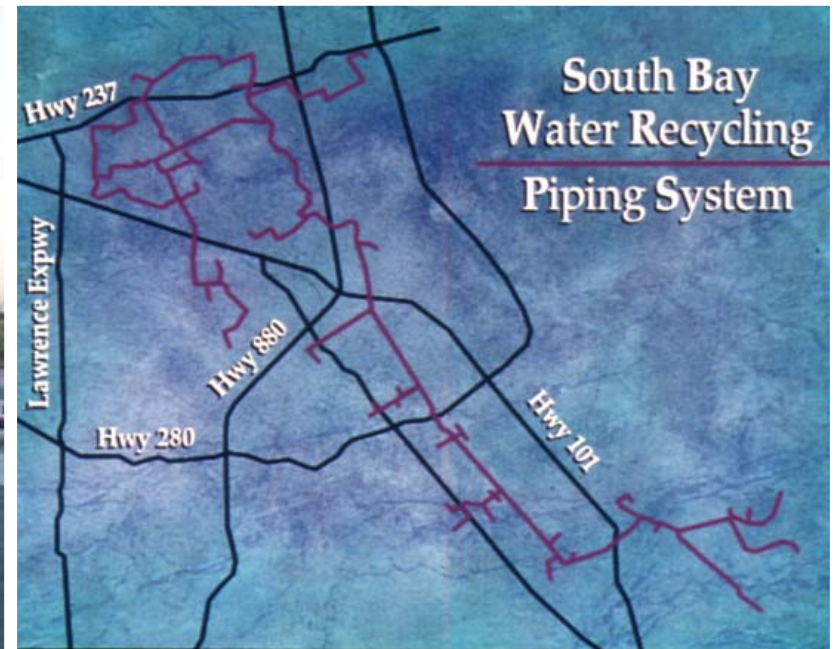 South Bay
Water Recycling
Piping System
Hwy 237
Lawrence Expwy
Hwy 880
Hwy 280
Hwy 101